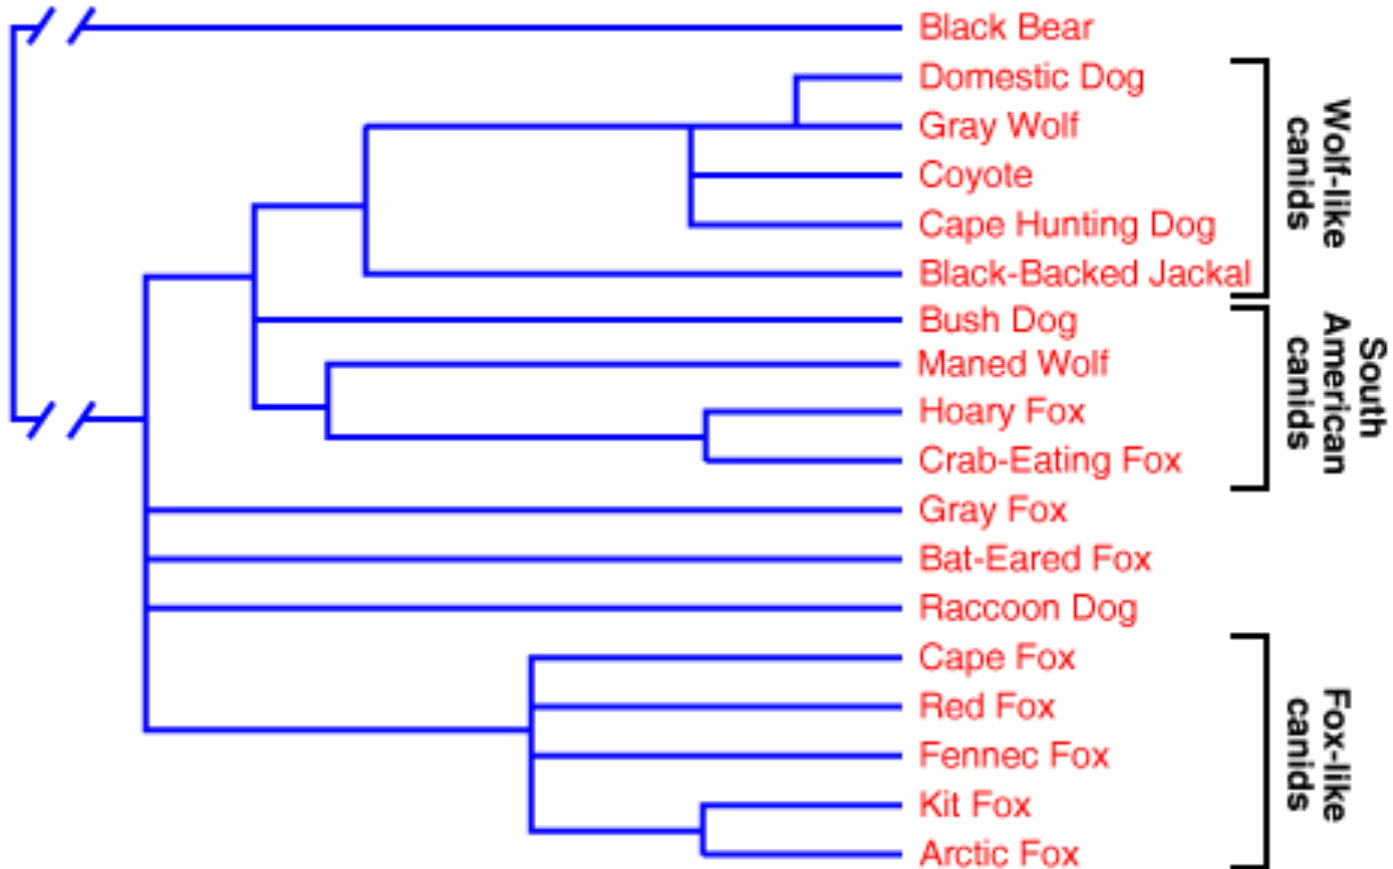 Black Bear
Domestic Dog
Gray Wolf
Coyote
Cape Hunting Dog
Black-Backed Jackal
Bush Dog
Maned Wolf
Hoary Fox
Crab-Eating Fox
Gray Fox
Bat-Eared Fox
Raccoon Dog
Cape Fox
Red Fox
Fennec Fox
Kit Fox
Arctic Fox
Wolf-like
canids
South
American
canids
Fox-like
canids